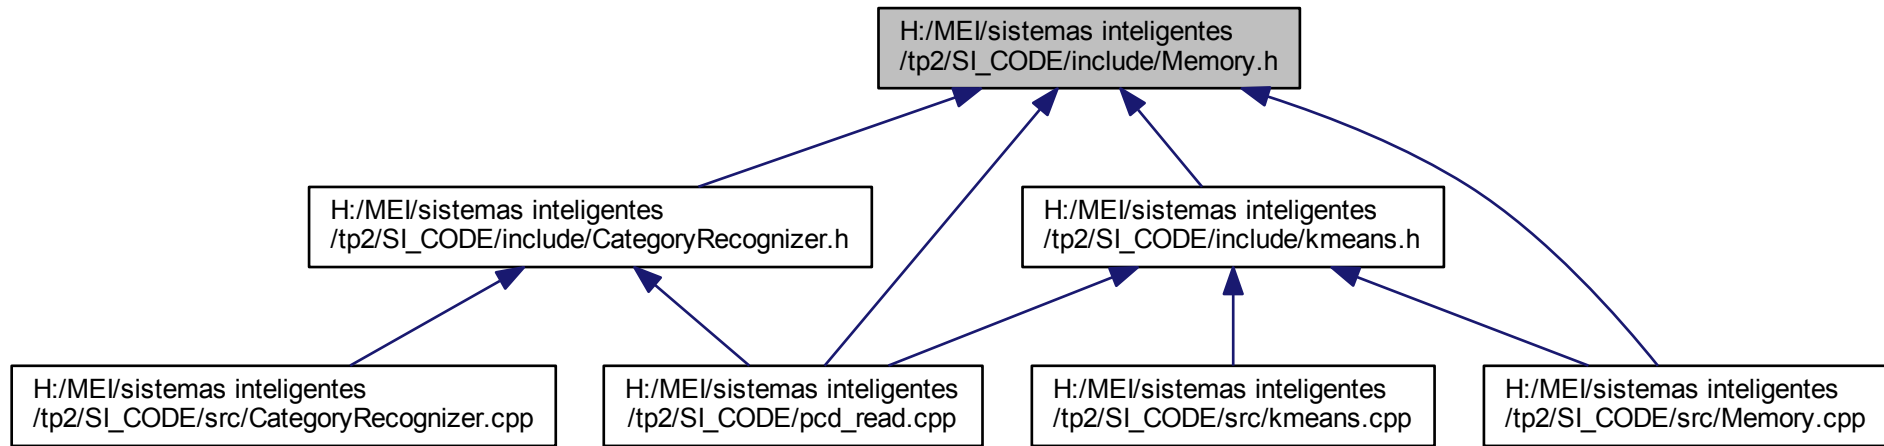 H:/MEI/sistemas inteligentes
/tp2/SI_CODE/include/Memory.h
H:/MEI/sistemas inteligentes
/tp2/SI_CODE/include/CategoryRecognizer.h
H:/MEI/sistemas inteligentes
/tp2/SI_CODE/include/kmeans.h
H:/MEI/sistemas inteligentes
/tp2/SI_CODE/src/CategoryRecognizer.cpp
H:/MEI/sistemas inteligentes
/tp2/SI_CODE/pcd_read.cpp
H:/MEI/sistemas inteligentes
/tp2/SI_CODE/src/kmeans.cpp
H:/MEI/sistemas inteligentes
/tp2/SI_CODE/src/Memory.cpp